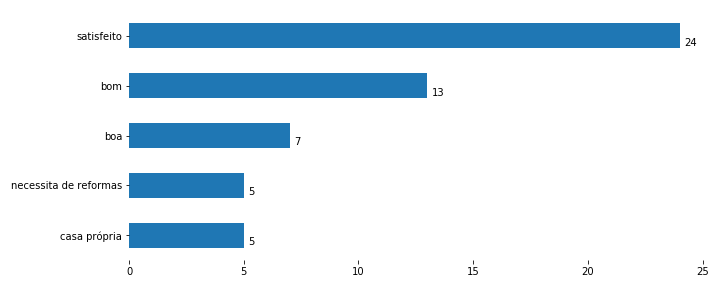 satisfeito
24
bom
13
boa
7
necessita de reformas
5
casa própria
5
0 5 10 15 20 25